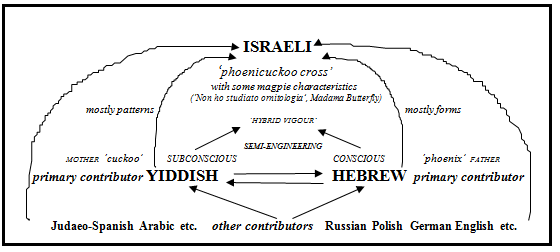 ISRAELI
‘phoenicuckoo cross’
with some magpie characteristics
(‘Non ho studiato ornitologia’, Madama Butterfly)
mostly patterns
mostly forms
‘HYBRID VIGOUR’
SEMI-ENGINEERING
MOTHER ‘cuckoo’ SUBCONSCIOUS CONSCIOUS ‘phoenix’ FATHER
primary contributor YIDDISH HEBREW primary contributor
Judaeo-Spanish Arabic etc. other contributors Russian Polish German English etc.